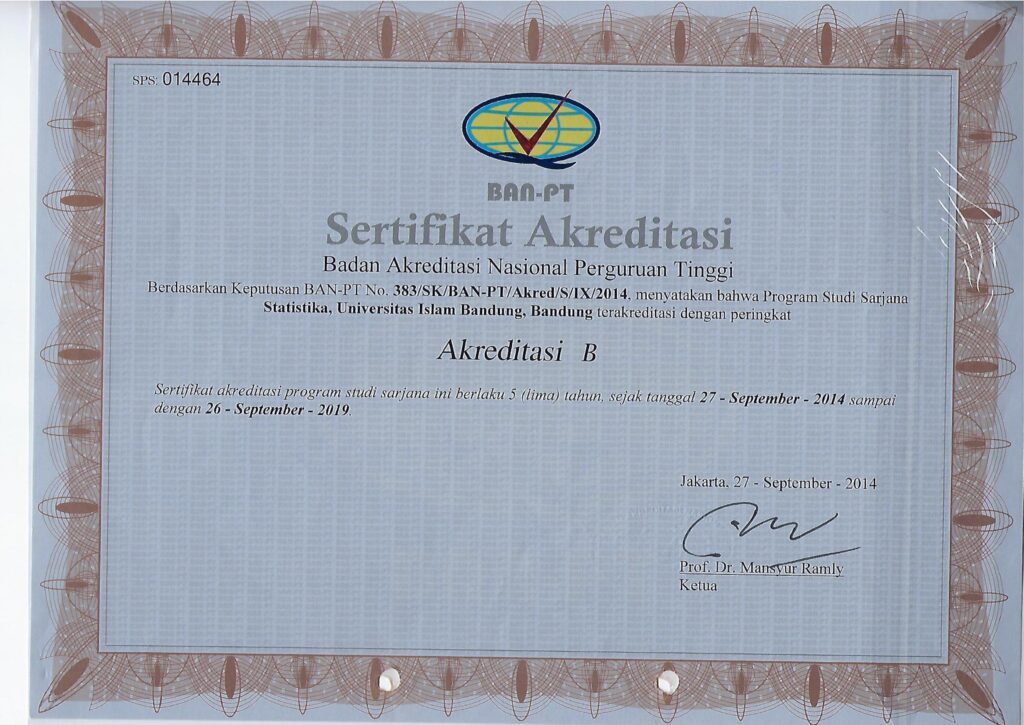 SPS: 014464
BAN-PT
Sertifikat Akreditasi
Badan Akreditasi Nasional Perguruan Tinggi
Berdasarkan Keputusan BAN-PT No. 383/SK/BAN-PT/Akred/S/IX/2014, menyatakan bahwa Program Studi Sarjana
Statistika, Universitas Islam Bandung, Bandung terakreditasi dengan peringkat
Akreditasi B
Sertifikat akreditasi program studi sarjana ini berlaku 5 (lima) tahun, sejak tanggal 27 - September - 2014 sampai
dengan 26 - September - 2019.
Jakarta, 27 - September - 2014
Prof. Dr. Mansyur Ramly
Ketua